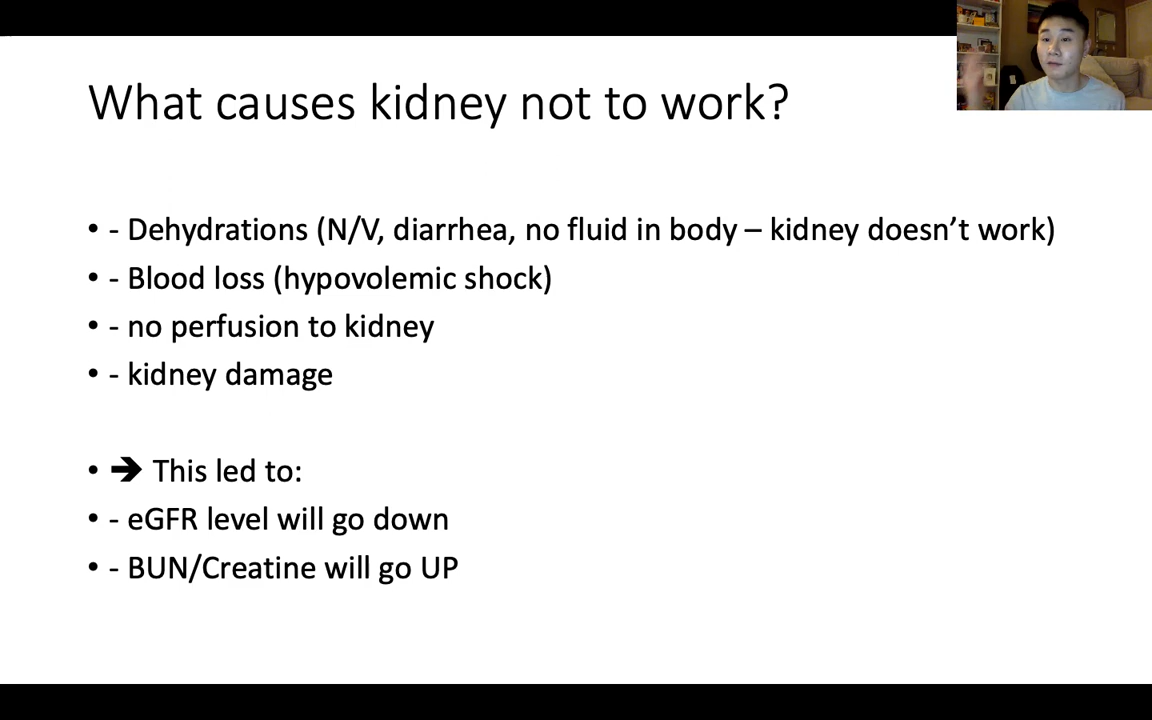 What causes kidney not to work?
• - Dehydrations (N/V, diarrhea, no fluid in body – kidney doesn’t work)
• - Blood loss (hypovolemic shock)
• - no perfusion to kidney
• - kidney damage
• ➔ This led to:
• - eGFR level will go down
• - BUN/Creatine will go UP